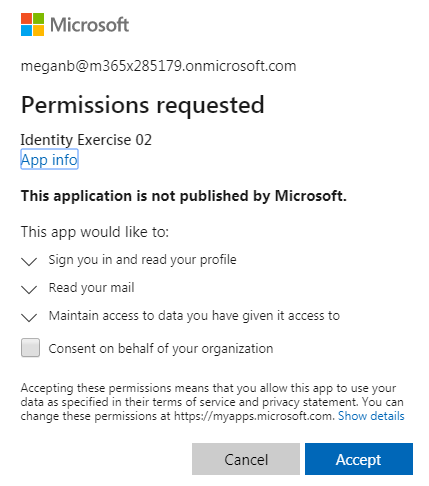 Microsoft
meganb@m365x285179.onmicrosoft.com
Permissions requested
Identity Exercise 02
App info
This application is not published by Microsoft.
This app would like to:
Sign you in and read your profile
Read your mail
Maintain access to data you have given it access to
Consent on behalf of your organization
Accepting these permissions means that you allow this app to use your
data as specified in their terms of service and privacy statement. You can
change these permissions at https://myapps.microsoft.com. Show details
Cancel Accept